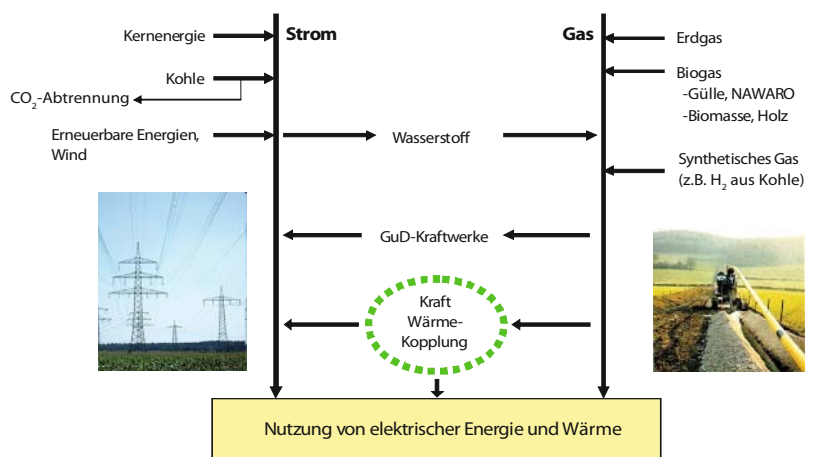 Kernenergie
Strom
Gas
Erdgas
Kohle
CO₂-Abtrennung
Biogas
-Gülle, NAWARO
-Biomasse, Holz
Erneuerbare Energien,
Wind
Wasserstoff
Synthetisches Gas
(z.B. H₂ aus Kohle)
GuD-Kraftwerke
Kraft
Wärme-
Kopplung
Nutzung von elektrischer Energie und Wärme